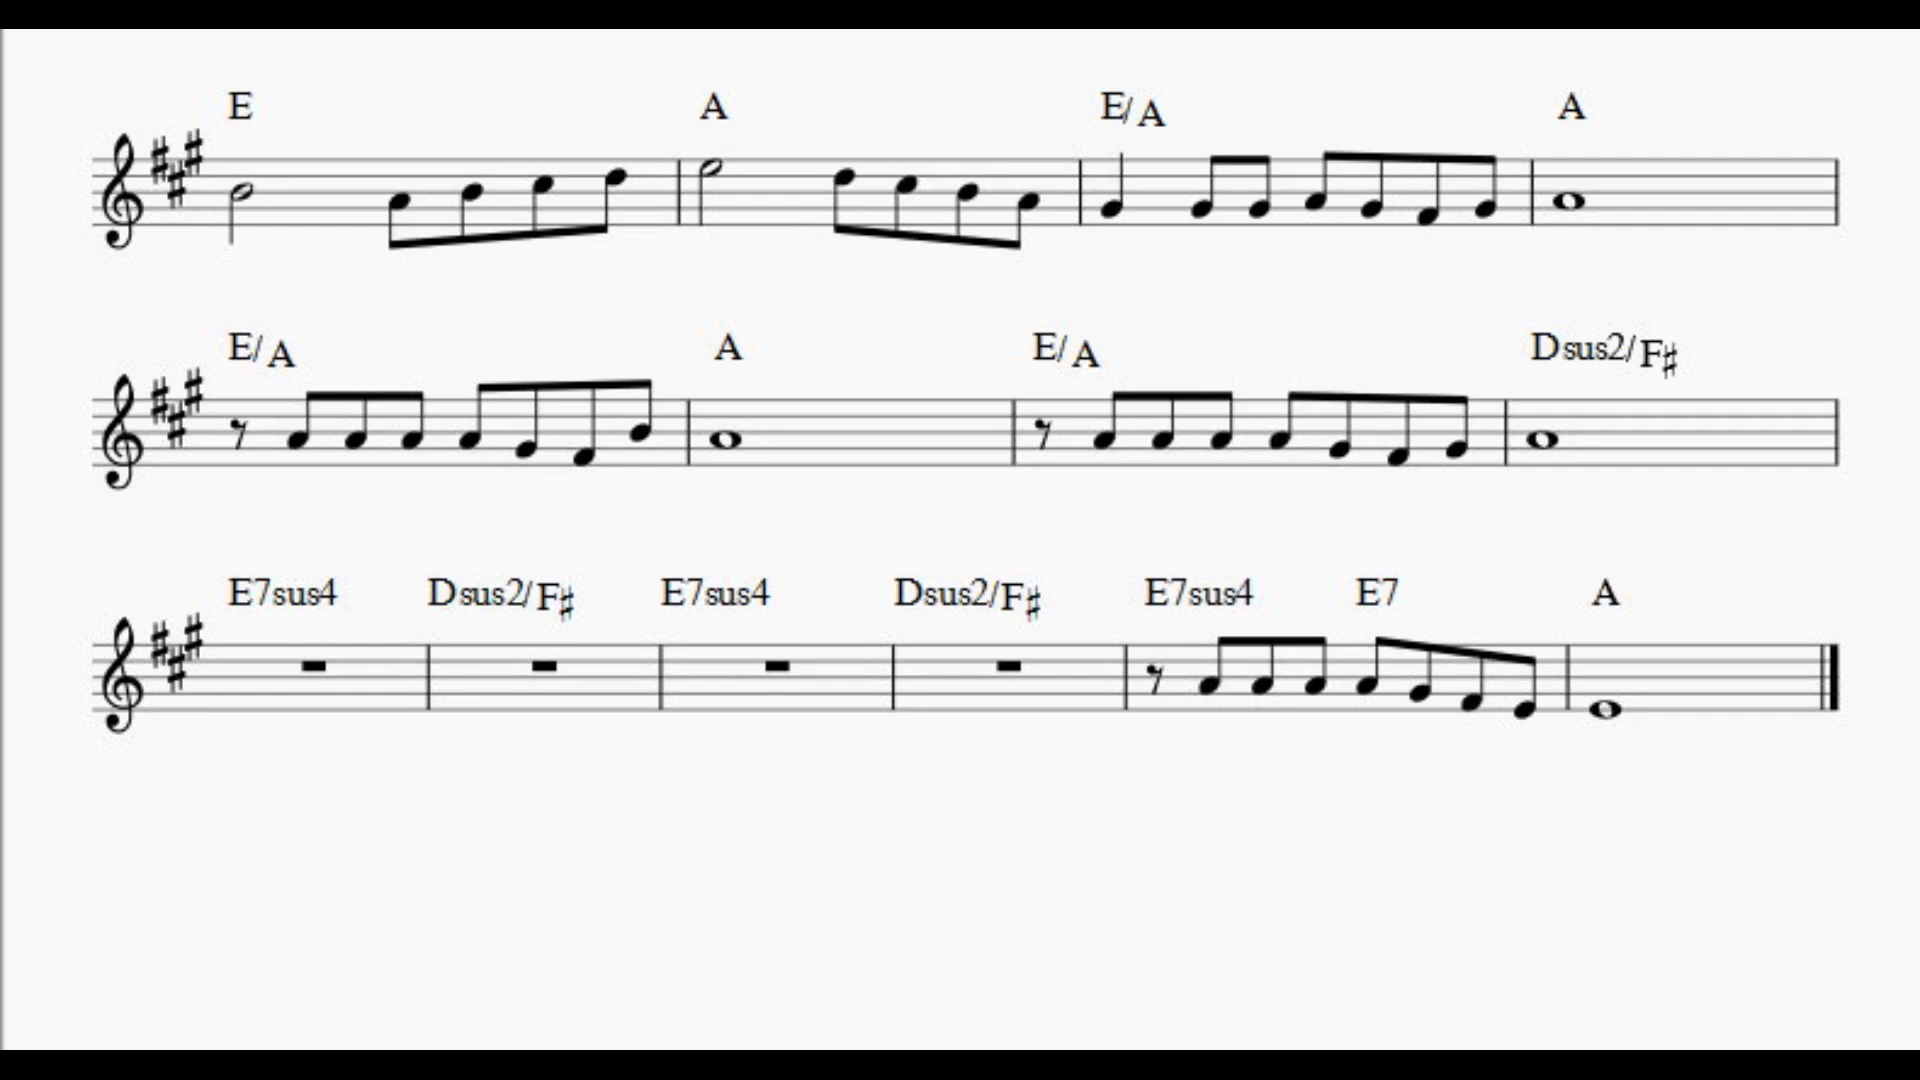 E A E/A A
E/A A E/A Dsus2/F♯
E7sus4 Dsus2/F♯ E7sus4 Dsus2/F♯ E7sus4 E7 A